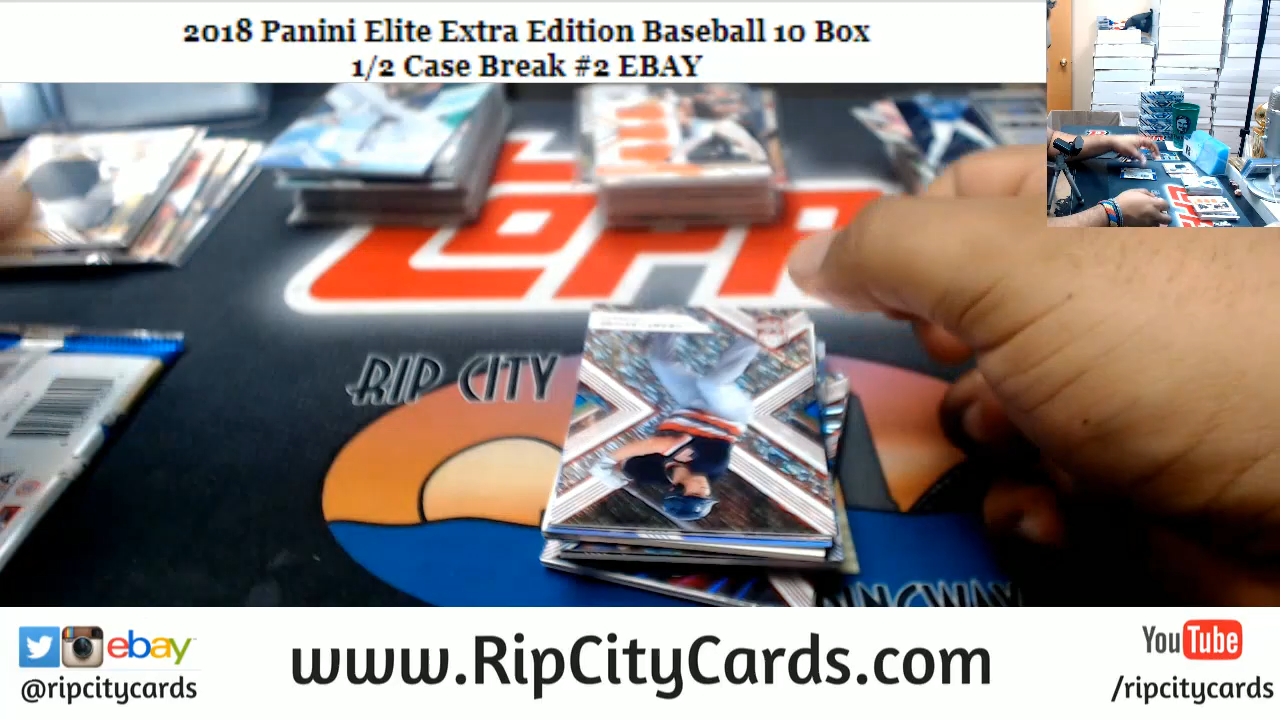 2018 Panini Elite Extra Edition Baseball 10 Box
1/2 Case Break #2 EBAY
RIP CITY
www.RipCityCards.com
ebay
@ripcitycards
YouTube
/ripcitycards